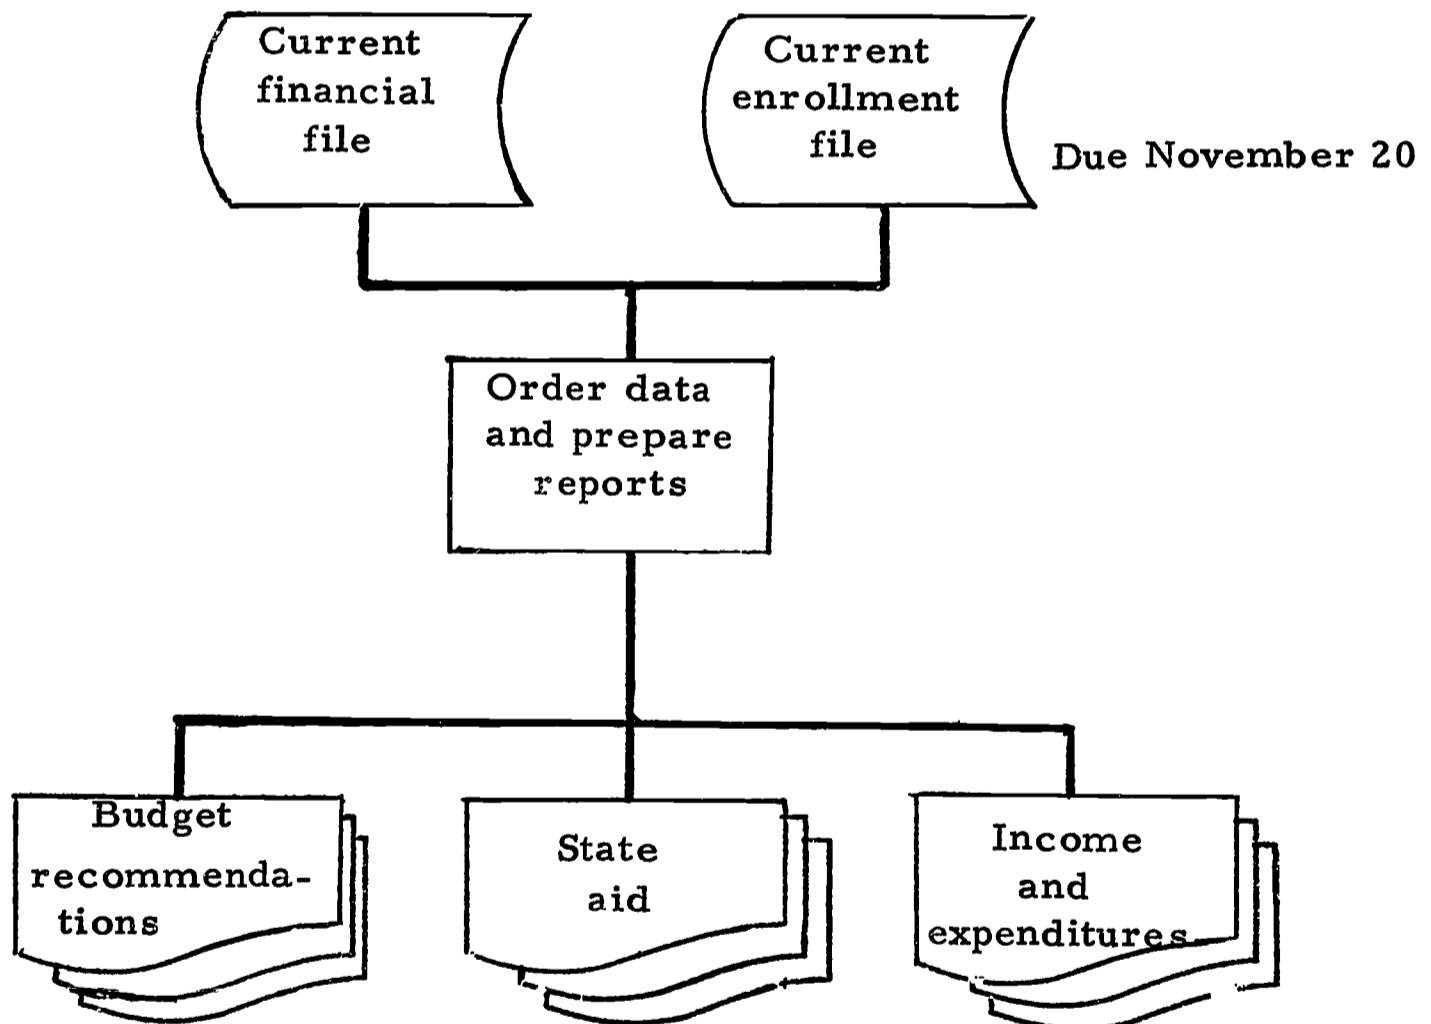 Current
financial
file
Current
enrollment
file
Due November 20
Order data
and prepare
reports
Budget
recommenda-
tions
State
aid
Income
and
expenditures